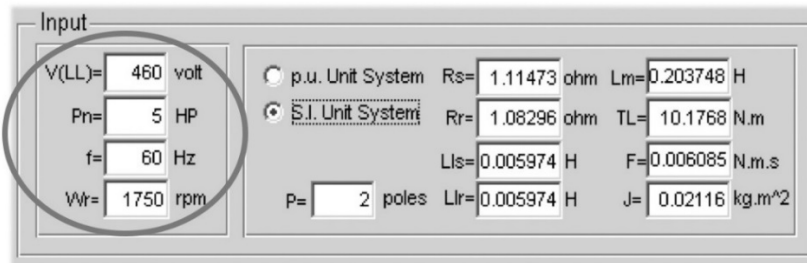 Input
V(LL)= 460 volt
Pn= 5 HP
f= 60 Hz
Wr= 1750 rpm
p.u. Unit System
S.I. Unit System
P= 2 poles
Rs= 1.11473 ohm
Rr= 1.08296 ohm
Lls= 0.005974 H
Llr= 0.005974 H
Lm= 0.203748 H
TL= 10.1768 N.m
F= 0.006085 N.m.s
J= 0.02116 kg.m^2